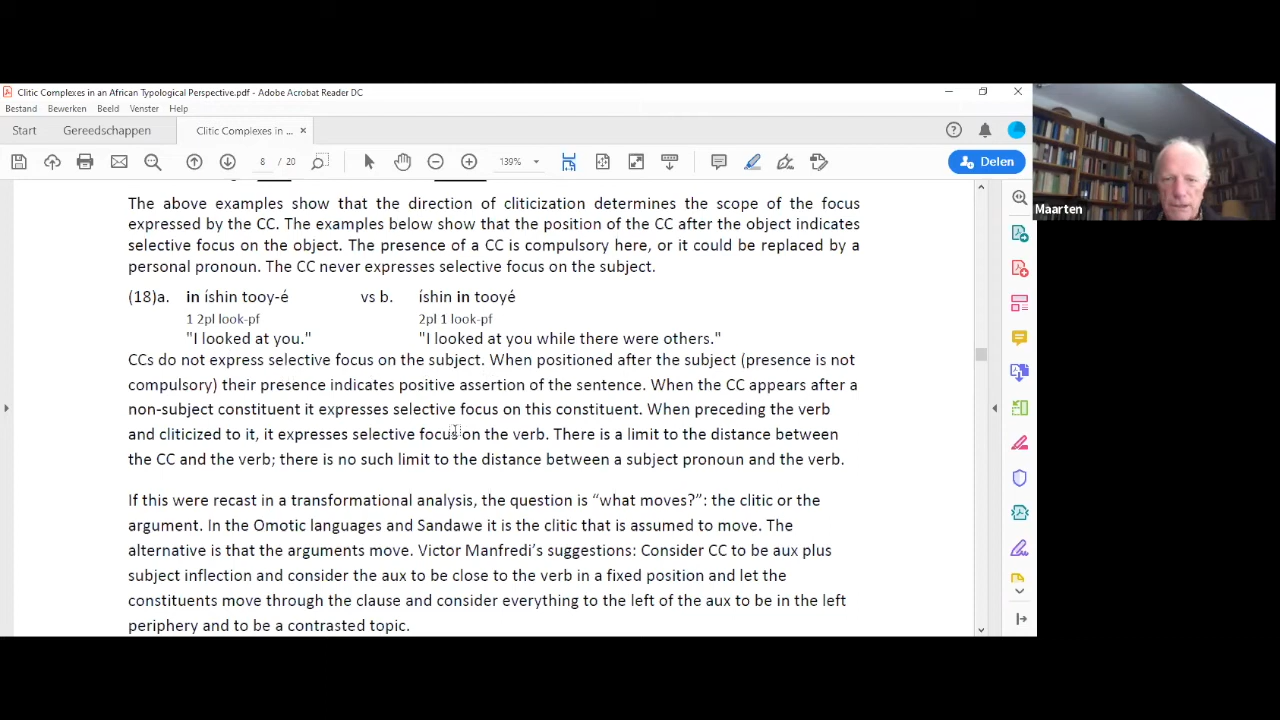 Clitic Complexes in an African Typological Perspective.pdf - Adobe Acrobat Reader DC
Bestand Bewerken Beeld Venster Help
Start Gereedschappen Clitic Complexes in ... ×
8 / 20 139% Delen
Maarten
The above examples show that the direction of cliticization determines the scope of the focus
expressed by the CC. The examples below show that the position of the CC after the object indicates
selective focus on the object. The presence of a CC is compulsory here, or it could be replaced by a
personal pronoun. The CC never expresses selective focus on the subject.
(18)a. in íshin tooy-é vs b. íshin in tooyé
1 2pl look-pf 2pl 1 look-pf
"I looked at you." "I looked at you while there were others."
CCs do not express selective focus on the subject. When positioned after the subject (presence is not
compulsory) their presence indicates positive assertion of the sentence. When the CC appears after a
non-subject constituent it expresses selective focus on this constituent. When preceding the verb
and cliticized to it, it expresses selective focus on the verb. There is a limit to the distance between
the CC and the verb; there is no such limit to the distance between a subject pronoun and the verb.
If this were recast in a transformational analysis, the question is “what moves?”: the clitic or the
argument. In the Omotic languages and Sandawe it is the clitic that is assumed to move. The
alternative is that the arguments move. Victor Manfredi’s suggestions: Consider CC to be aux plus
subject inflection and consider the aux to be close to the verb in a fixed position and let the
constituents move through the clause and consider everything to the left of the aux to be in the left
periphery and to be a contrasted topic.